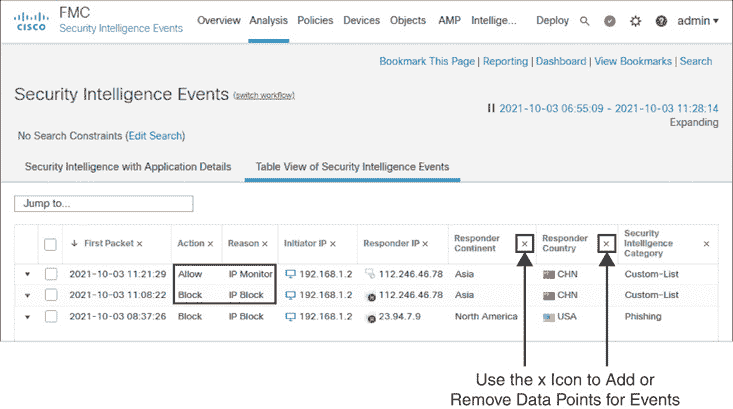 CISCO
FMC
Security Intelligence Events
Overview Analysis Policies Devices Objects AMP Intellige... Deploy admin
Bookmark This Page | Reporting | Dashboard | View Bookmarks | Search
Security Intelligence Events (switch workflow)
2021-10-03 06:55:09 - 2021-10-03 11:28:14
Expanding
No Search Constraints (Edit Search)
Security Intelligence with Application Details Table View of Security Intelligence Events
Jump to...
First Packet × Action × Reason × Initiator IP × Responder IP × Responder Continent × Responder Country × Security Intelligence Category ×
2021-10-03 11:21:29 Allow IP Monitor 192.168.1.2 112.246.46.78 Asia CHN Custom-List
2021-10-03 11:08:22 Block IP Block 192.168.1.2 112.246.46.78 Asia CHN Custom-List
2021-10-03 08:37:26 Block IP Block 192.168.1.2 23.94.7.9 North America USA Phishing
Use the x Icon to Add or
Remove Data Points for Events